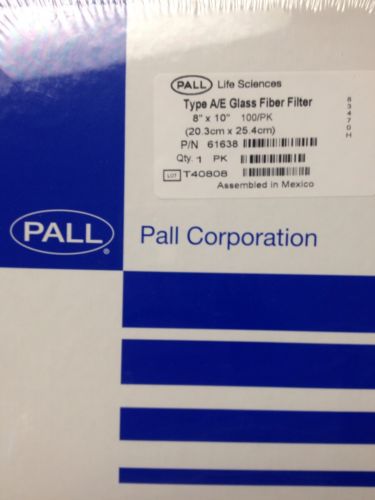 PALL Life Sciences
Type A/E Glass Fiber Filter
8" x 10" 100/PK
(20.3cm x 25.4cm)
P/N 61638
Qty. 1 PK
LOT T40808
Assembled in Mexico
63470H
PALL®
Pall Corporation